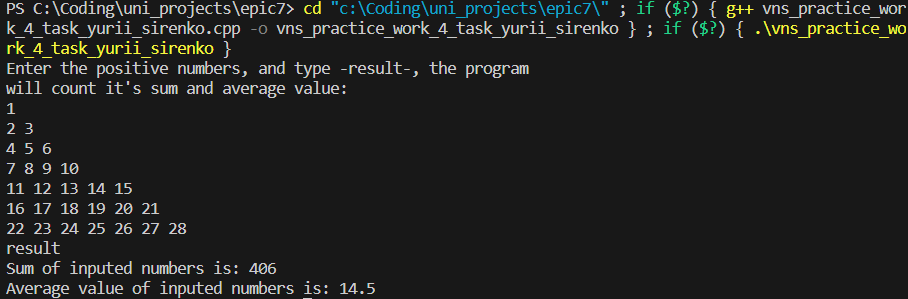 PS C:\Coding\uni_projects\epic7> cd "c:\Coding\uni_projects\epic7\" ; if ($?) { g++ vns_practice_wor
k_4_task_yurii_sirenko.cpp -o vns_practice_work_4_task_yurii_sirenko } ; if ($?) { .\vns_practice_wo
rk_4_task_yurii_sirenko }
Enter the positive numbers, and type -result-, the program
will count it's sum and average value:
1
2 3
4 5 6
7 8 9 10
11 12 13 14 15
16 17 18 19 20 21
22 23 24 25 26 27 28
result
Sum of inputed numbers is: 406
Average value of inputed numbers is: 14.5